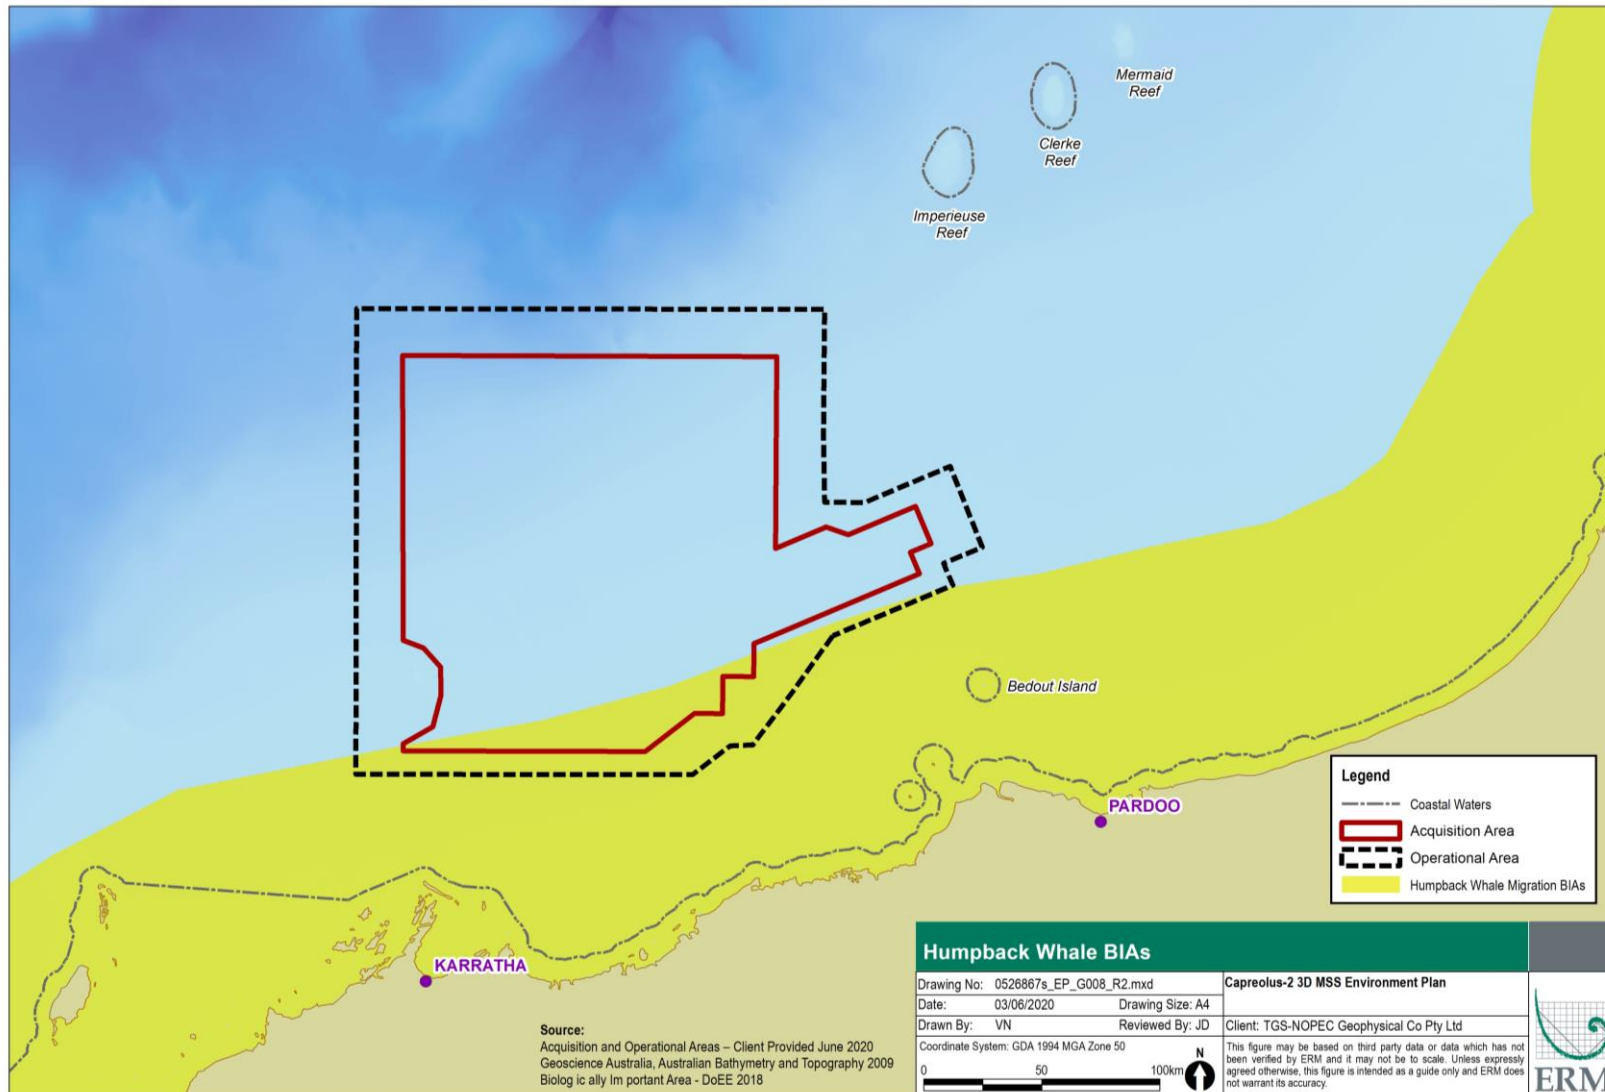 Mermaid
Reef
Clerke
Reef
Imperieuse
Reef
Bedout Island
PARDOO
KARRATHA
Legend
Coastal Waters
Acquisition Area
Operational Area
Humpback Whale Migration BIAs
Source:
Acquisition and Operational Areas – Client Provided June 2020
Geoscience Australia, Australian Bathymetry and Topography 2009
Biolog ic ally Im portant Area - DoEE 2018
Humpback Whale BIAs
Drawing No: 0526867s_EP_G008_R2.mxd
Date: 03/06/2020 Drawing Size: A4
Drawn By: VN Reviewed By: JD
Coordinate System: GDA 1994 MGA Zone 50
0 50 100km
N
Capreolus-2 3D MSS Environment Plan
Client: TGS-NOPEC Geophysical Co Pty Ltd
This figure may be based on third party data or data which has not
been verified by ERM and it may not be to scale. Unless expressly
agreed otherwise, this figure is intended as a guide only and ERM does
not warrant its accuracy.
ERM